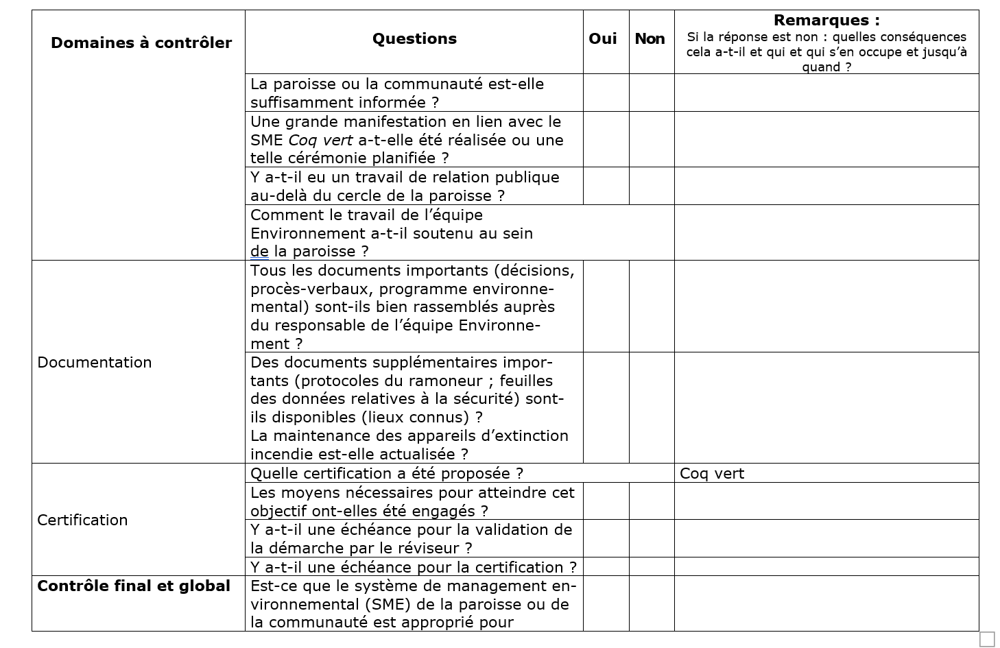 Domaines à contrôler
Questions
Oui
Non
Remarques :
Si la réponse est non : quelles conséquences
cela a-t-il et qui et qui s’en occupe et jusqu’à
quand ?
La paroisse ou la communauté est-elle
suffisamment informée ?
Une grande manifestation en lien avec le
SME Coq vert a-t-elle été réalisée ou une
telle cérémonie planifiée ?
Y a-t-il eu un travail de relation publique
au-delà du cercle de la paroisse ?
Comment le travail de l’équipe
Environnement a-t-il soutenu au sein
de la paroisse ?
Documentation
Tous les documents importants (décisions,
procès-verbaux, programme environne-
mental) sont-ils bien rassemblés auprès
du responsable de l’équipe Environne-
ment ?
Des documents supplémentaires impor-
tants (protocoles du ramoneur ; feuilles
des données relatives à la sécurité) sont-
ils disponibles (lieux connus) ?
La maintenance des appareils d’extinction
incendie est-elle actualisée ?
Certification
Quelle certification a été proposée ?
Coq vert
Les moyens nécessaires pour atteindre cet
objectif ont-elles été engagés ?
Y a-t-il une échéance pour la validation de
la démarche par le réviseur ?
Y a-t-il une échéance pour la certification ?
Contrôle final et global
Est-ce que le système de management en-
vironnemental (SME) de la paroisse ou de
la communauté est approprié pour